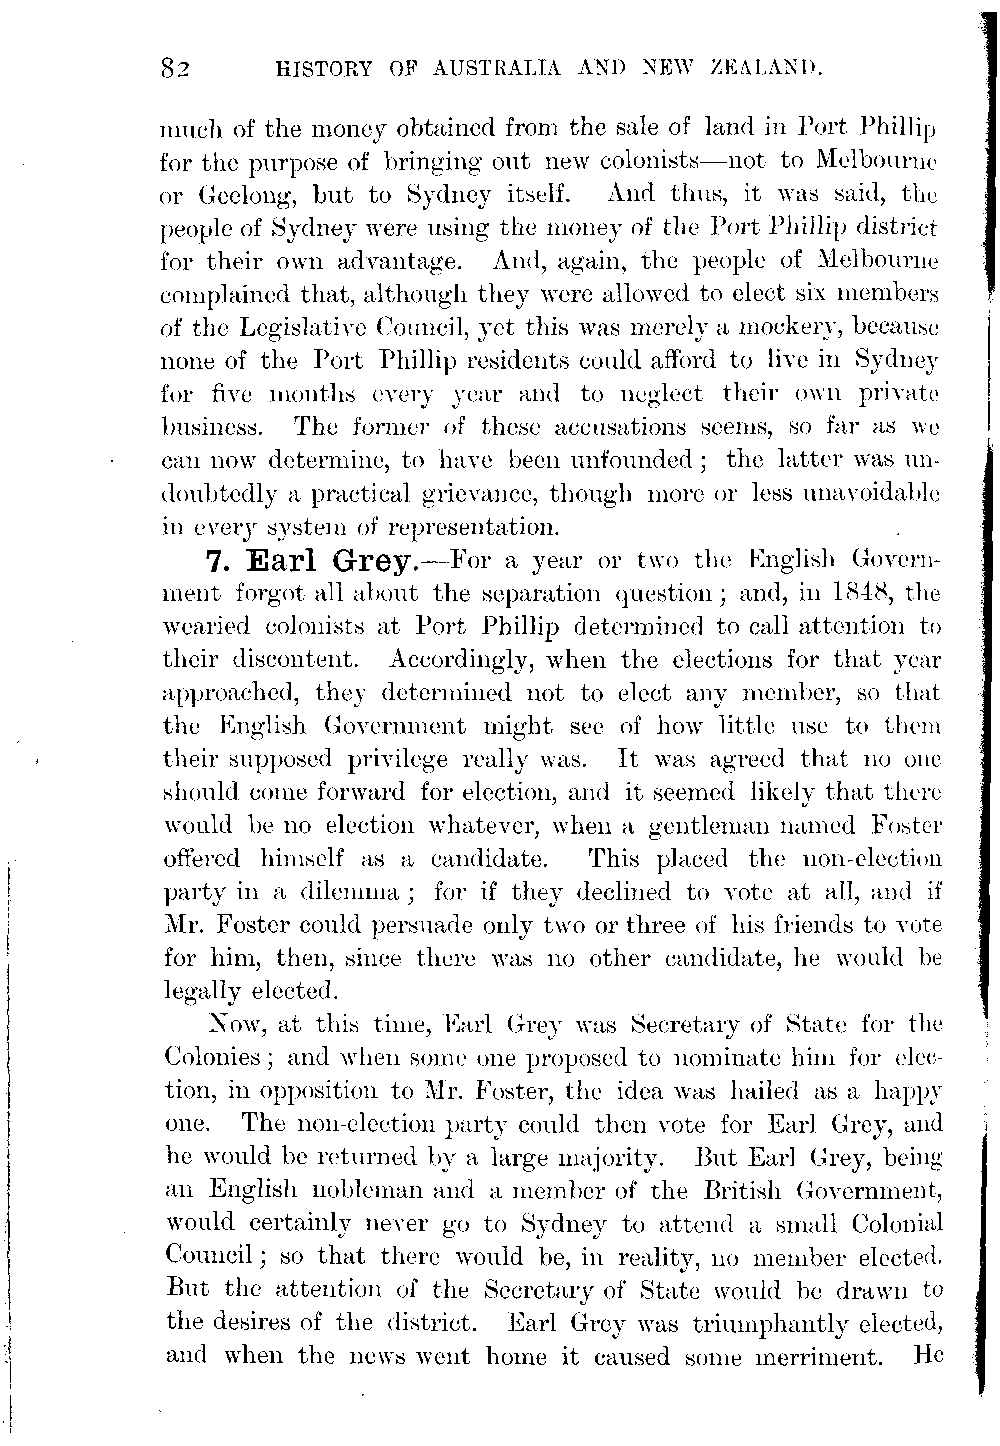 82 HISTORY OF AUSTRALIA AND NEW ZEALAND.
much of the money obtained from the sale of land in Port Phillip
for the purpose of bringing out new colonists—not to Melbourne
or Geelong, but to Sydney itself. And thus, it was said, the
people of Sydney were using the money of the Port Phillip district
for their own advantage. And, again, the people of Melbourne
complained that, although they were allowed to elect six members
of the Legislative Council, yet this was merely a mockery, because
none of the Port Phillip residents could afford to live in Sydney
for five months every year and to neglect their own private
business. The former of these accusations seems, so far as we
can now determine, to have been unfounded; the latter was un-
doubtedly a practical grievance, though more or less unavoidable
in every system of representation.
7. Earl Grey.—For a year or two the English Govern-
ment forgot all about the separation question; and, in 1848, the
wearied colonists at Port Phillip determined to call attention to
their discontent. Accordingly, when the elections for that year
approached, they determined not to elect any member, so that
the English Government might see of how little use to them
their supposed privilege really was. It was agreed that no one
should come forward for election, and it seemed likely that there
would be no election whatever, when a gentleman named Foster
offered himself as a candidate. This placed the non-election
party in a dilemma; for if they declined to vote at all, and if
Mr. Foster could persuade only two or three of his friends to vote
for him, then, since there was no other candidate, he would be
legally elected.
Now, at this time, Earl Grey was Secretary of State for the
Colonies; and when some one proposed to nominate him for elec-
tion, in opposition to Mr. Foster, the idea was hailed as a happy
one. The non-election party could then vote for Earl Grey, and
he would be returned by a large majority. But Earl Grey, being
an English nobleman and a member of the British Government,
would certainly never go to Sydney to attend a small Colonial
Council; so that there would be, in reality, no member elected.
But the attention of the Secretary of State would be drawn to
the desires of the district. Earl Grey was triumphantly elected,
and when the news went home it caused some merriment. He